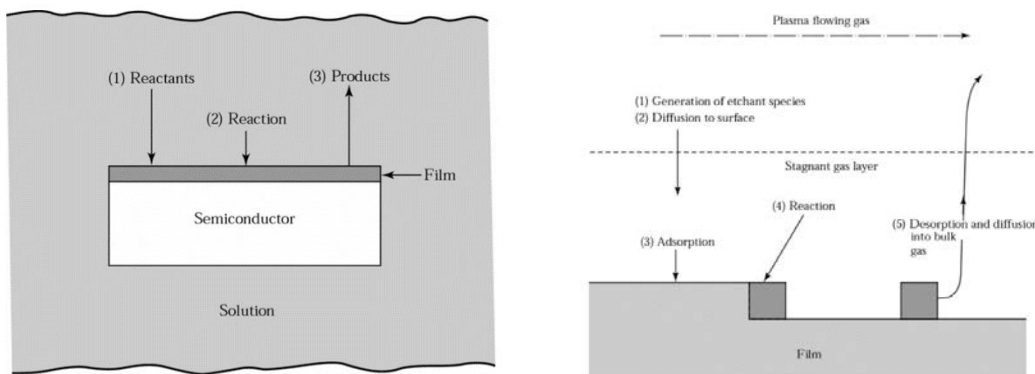 (1) Reactants
(3) Products
(2) Reaction
Film
Semiconductor
Solution
Plasma flowing gas
(1) Generation of etchant species
(2) Diffusion to surface
Stagnant gas layer
(4) Reaction
(3) Adsorption
(5) Desorption and diffusion
into bulk
gas
Film